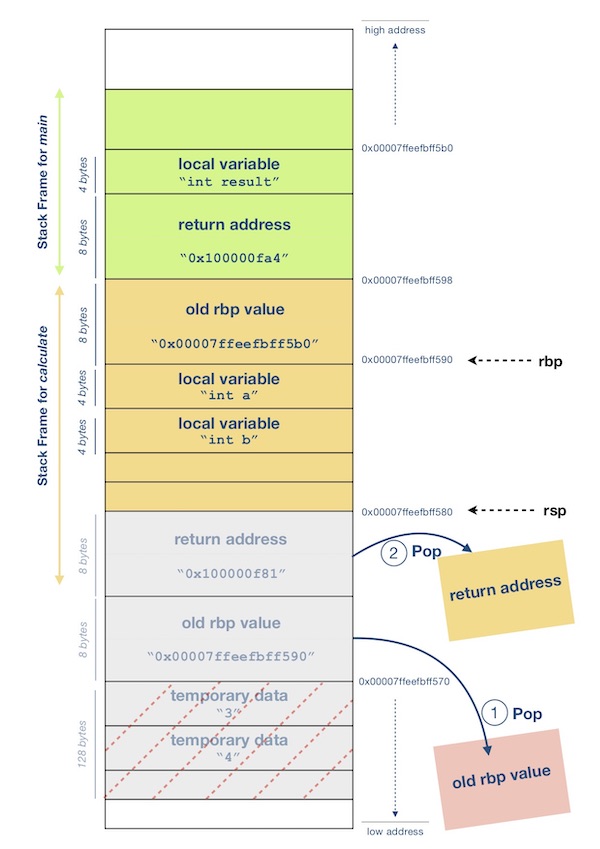 high address
0x00007ffeefbff5b0
Stack Frame for main
4 bytes
local variable
“int result”
8 bytes
return address
“0x100000fa4”
0x00007ffeefbff598
Stack Frame for calculate
8 bytes
old rbp value
“0x00007ffeefbff5b0”
0x00007ffeefbff590
rbp
4 bytes
local variable
“int a”
4 bytes
local variable
“int b”
0x00007ffeefbff580
rsp
8 bytes
return address
“0x100000f81”
2 Pop
return address
8 bytes
old rbp value
“0x00007ffeefbff590”
0x00007ffeefbff570
1 Pop
old rbp value
128 bytes
temporary data
“3”
temporary data
“4”
low address